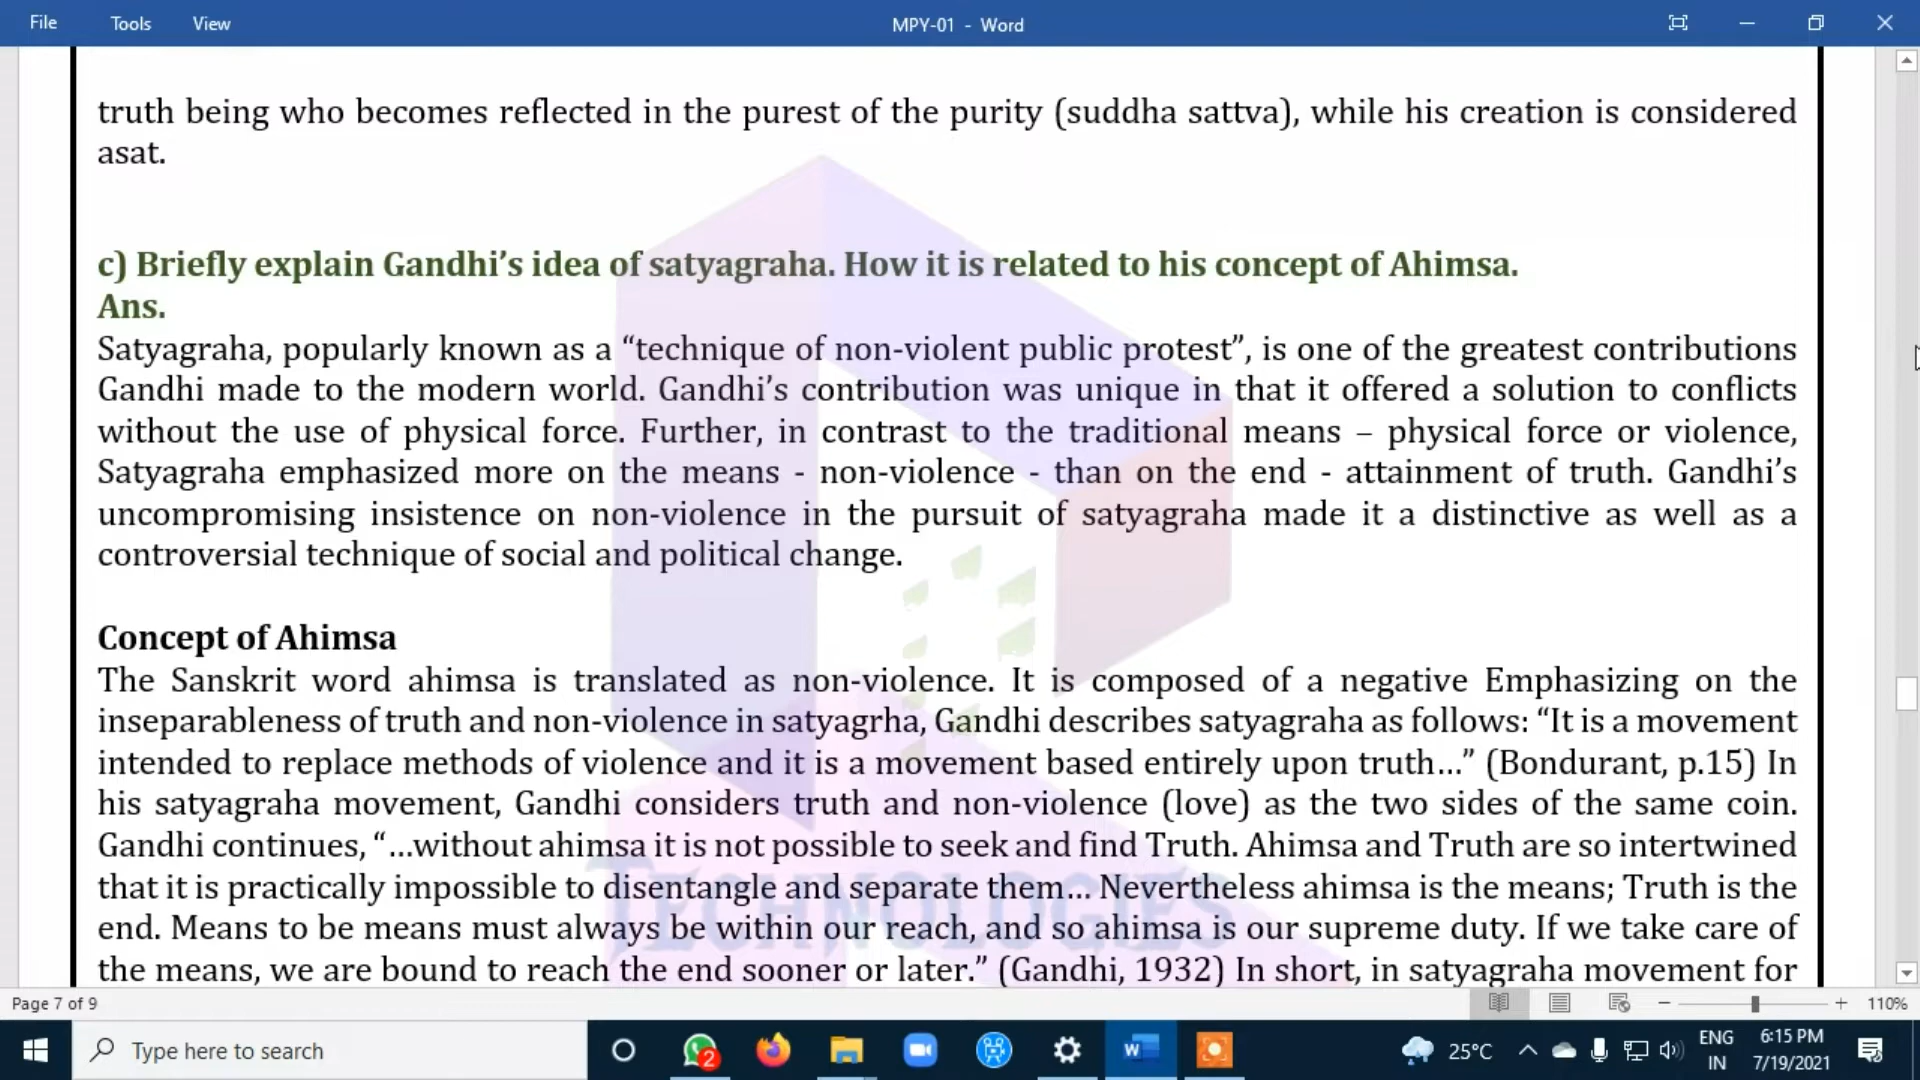 File Tools View MPY-01 - Word
truth being who becomes reflected in the purest of the purity (suddha sattva), while his creation is considered
asat.
c) Briefly explain Gandhi’s idea of satyagraha. How it is related to his concept of Ahimsa.
Ans.
Satyagraha, popularly known as a “technique of non-violent public protest”, is one of the greatest contributions
Gandhi made to the modern world. Gandhi’s contribution was unique in that it offered a solution to conflicts
without the use of physical force. Further, in contrast to the traditional means – physical force or violence,
Satyagraha emphasized more on the means - non-violence - than on the end - attainment of truth. Gandhi’s
uncompromising insistence on non-violence in the pursuit of satyagraha made it a distinctive as well as a
controversial technique of social and political change.
Concept of Ahimsa
The Sanskrit word ahimsa is translated as non-violence. It is composed of a negative Emphasizing on the
inseparableness of truth and non-violence in satyagrha, Gandhi describes satyagraha as follows: “It is a movement
intended to replace methods of violence and it is a movement based entirely upon truth…” (Bondurant, p.15) In
his satyagraha movement, Gandhi considers truth and non-violence (love) as the two sides of the same coin.
Gandhi continues, “…without ahimsa it is not possible to seek and find Truth. Ahimsa and Truth are so intertwined
that it is practically impossible to disentangle and separate them… Nevertheless ahimsa is the means; Truth is the
end. Means to be means must always be within our reach, and so ahimsa is our supreme duty. If we take care of
the means, we are bound to reach the end sooner or later.” (Gandhi, 1932) In short, in satyagraha movement for
TECHNOLOGIES
Page 7 of 9 110%
Type here to search 2 W 25°C ENG 6:15 PM
IN 7/19/2021